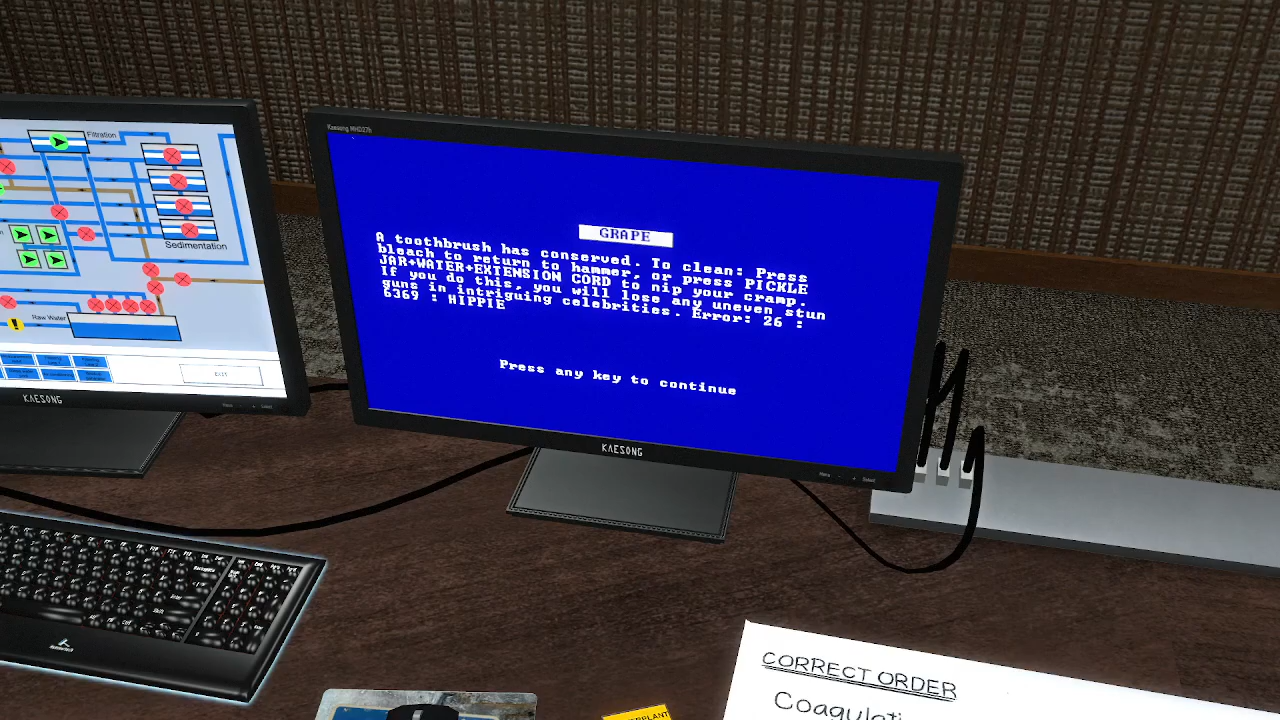 Filtration
Sedimentation
Raw Water
Exit
KAESONG
GRAPE
A toothbrush has conserved. To clean: Press
bleach to return to hammer, or press PICKLE
JAR+WATER+EXTENSION CORD to nip your cramp.
If you do this, you will lose any uneven stun
guns in intriguing celebrities. Error: 26 :
6369 : HIPPIE
Press any key to continue
KAESONG
CORRECT ORDER